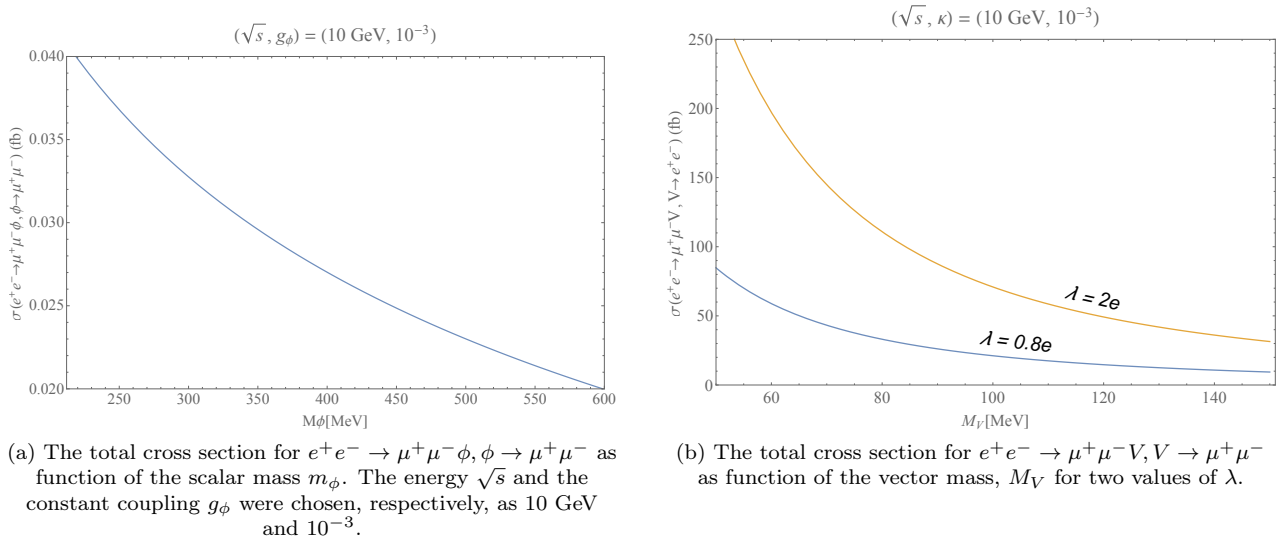 (√s, g_ϕ) = (10 GeV, 10⁻³)
σ(e⁺e⁻→μ⁺μ⁻ϕ, ϕ→μ⁺μ⁻) (fb)
0.040
0.035
0.030
0.025
0.020
250 300 350 400 450 500 550 600
Mϕ[MeV]
(a) The total cross section for e⁺e⁻ → μ⁺μ⁻ϕ, ϕ → μ⁺μ⁻ as
function of the scalar mass m_ϕ. The energy √s and the
constant coupling g_ϕ were chosen, respectively, as 10 GeV
and 10⁻³.
(√s, κ) = (10 GeV, 10⁻³)
σ(e⁺e⁻→μ⁺μ⁻V, V→e⁺e⁻) (fb)
250
200
150
100
50
0
λ = 2e
λ = 0.8e
60 80 100 120 140
M_V[MeV]
(b) The total cross section for e⁺e⁻ → μ⁺μ⁻V, V → μ⁺μ⁻
as function of the vector mass, M_V for two values of λ.